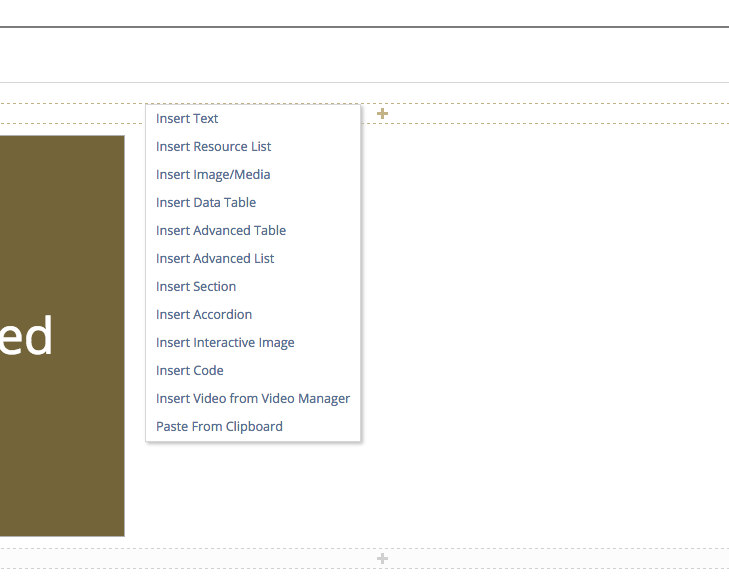 Insert Text
Insert Resource List
Insert Image/Media
Insert Data Table
Insert Advanced Table
Insert Advanced List
Insert Section
Insert Accordion
ed
Insert Interactive Image
Insert Code
Insert Video from Video Manager
Paste From Clipboard